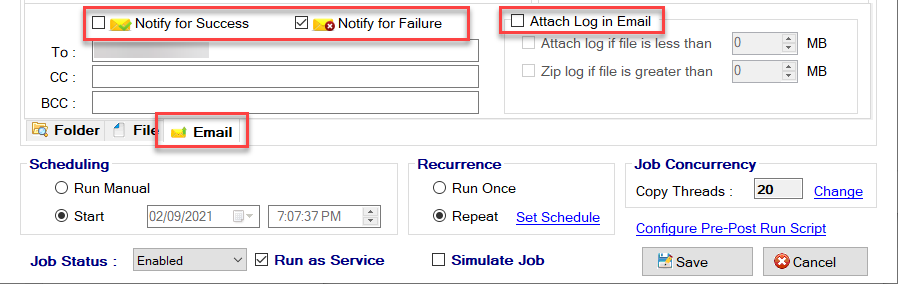 Notify for Success Notify for Failure Attach Log in Email
To : Attach log if file is less than 0 MB
CC : Zip log if file is greater than 0 MB
BCC :
Folder File Email
Scheduling Recurrence Job Concurrency
Run Manual Run Once Copy Threads : 20 Change
Start 02/09/2021 7:07:37 PM Repeat Set Schedule
Configure Pre-Post Run Script
Job Status : Enabled Run as Service Simulate Job Save Cancel